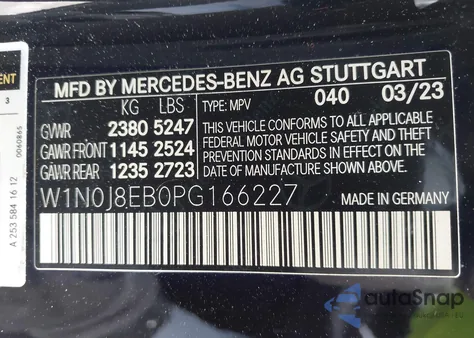 MFD BY MERCEDES-BENZ AG STUTTGART
KG LBS
TYPE: MPV 040 03/23
GVWR 2380 5247
GAWR FRONT 1145 2524
GAWR REAR 1235 2723
THIS VEHICLE CONFORMS TO ALL APPLICABLE
FEDERAL MOTOR VEHICLE SAFETY AND THEFT
PREVENTION STANDARDS IN EFFECT ON THE
DATE OF MANUFACTURE SHOWN ABOVE.
W1N0J8EB0PG166227
MADE IN GERMANY
ENT
3
0060865
A 253 584 16 12
autoSnap